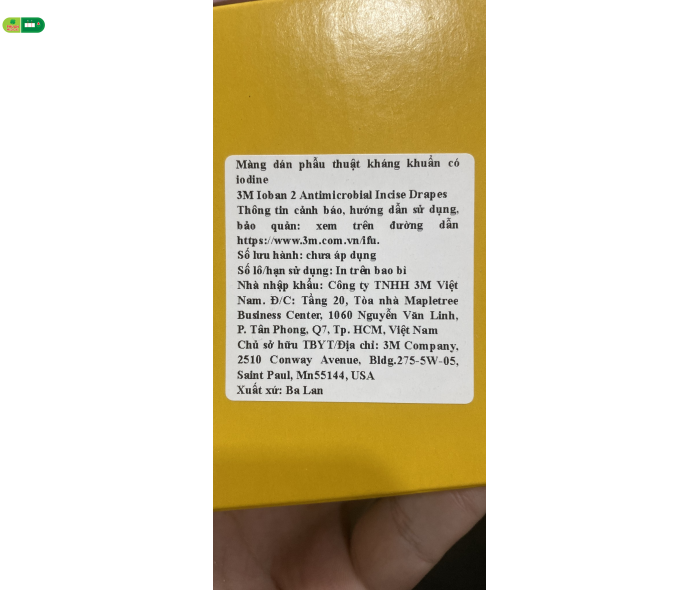 Màng dán phẫu thuật kháng khuẩn có
iodine
3M Ioban 2 Antimicrobial Incise Drapes
Thông tin cảnh báo, hướng dẫn sử dụng,
bảo quản: xem trên đường dẫn
https://www.3m.com.vn/ifu.
Số lưu hành: chưa áp dụng
Số lô/hạn sử dụng: In trên bao bì
Nhà nhập khẩu: Công ty TNHH 3M Việt
Nam. Đ/C: Tầng 20, Tòa nhà Mapletree
Business Center, 1060 Nguyễn Văn Linh,
P. Tân Phong, Q7, Tp. HCM, Việt Nam
Chủ sở hữu TBYT/Địa chỉ: 3M Company,
2510 Conway Avenue, Bldg.275-5W-05,
Saint Paul, Mn55144, USA
Xuất xứ: Ba Lan